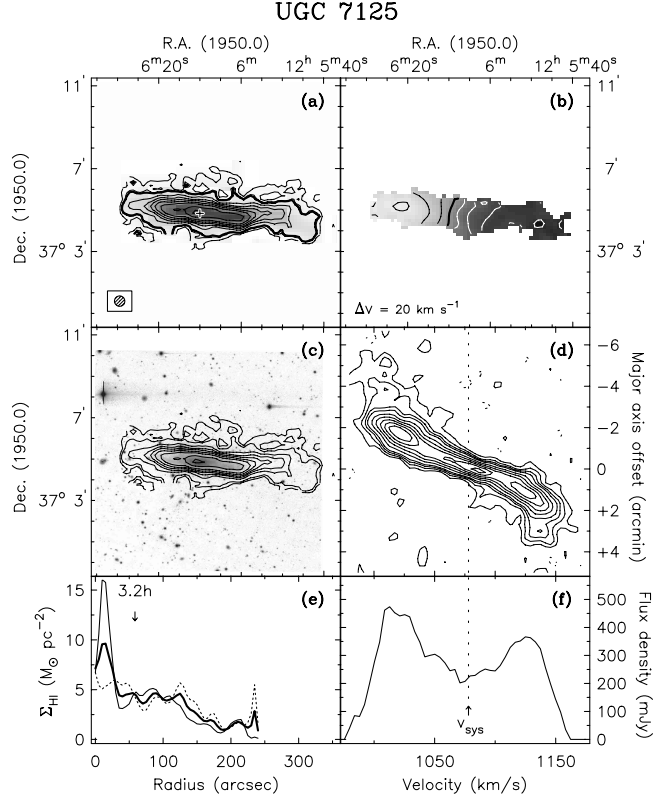 UGC 7125
R.A. (1950.0) R.A. (1950.0)
6ᵐ20ˢ 6ᵐ 12ʰ 5ᵐ40ˢ 6ᵐ20ˢ 6ᵐ 12ʰ 5ᵐ40ˢ
11' (a) (b) 11'
7' 7'
Dec. (1950.0)
37° 3' 37° 3'
ΔV = 20 km s⁻¹
11' (c) (d) −6
−4
7' −2
Dec. (1950.0) 0 Major axis offset (arcmin)
37° 3' +2
+4
3.2h (e) (f) 500
15 400
10 300
Σ_HI (M⊙ pc⁻²) Flux density (mJy)
5 200
v_sys 100
0 0
0 100 200 300 1050 1150
Radius (arcsec) Velocity (km/s)